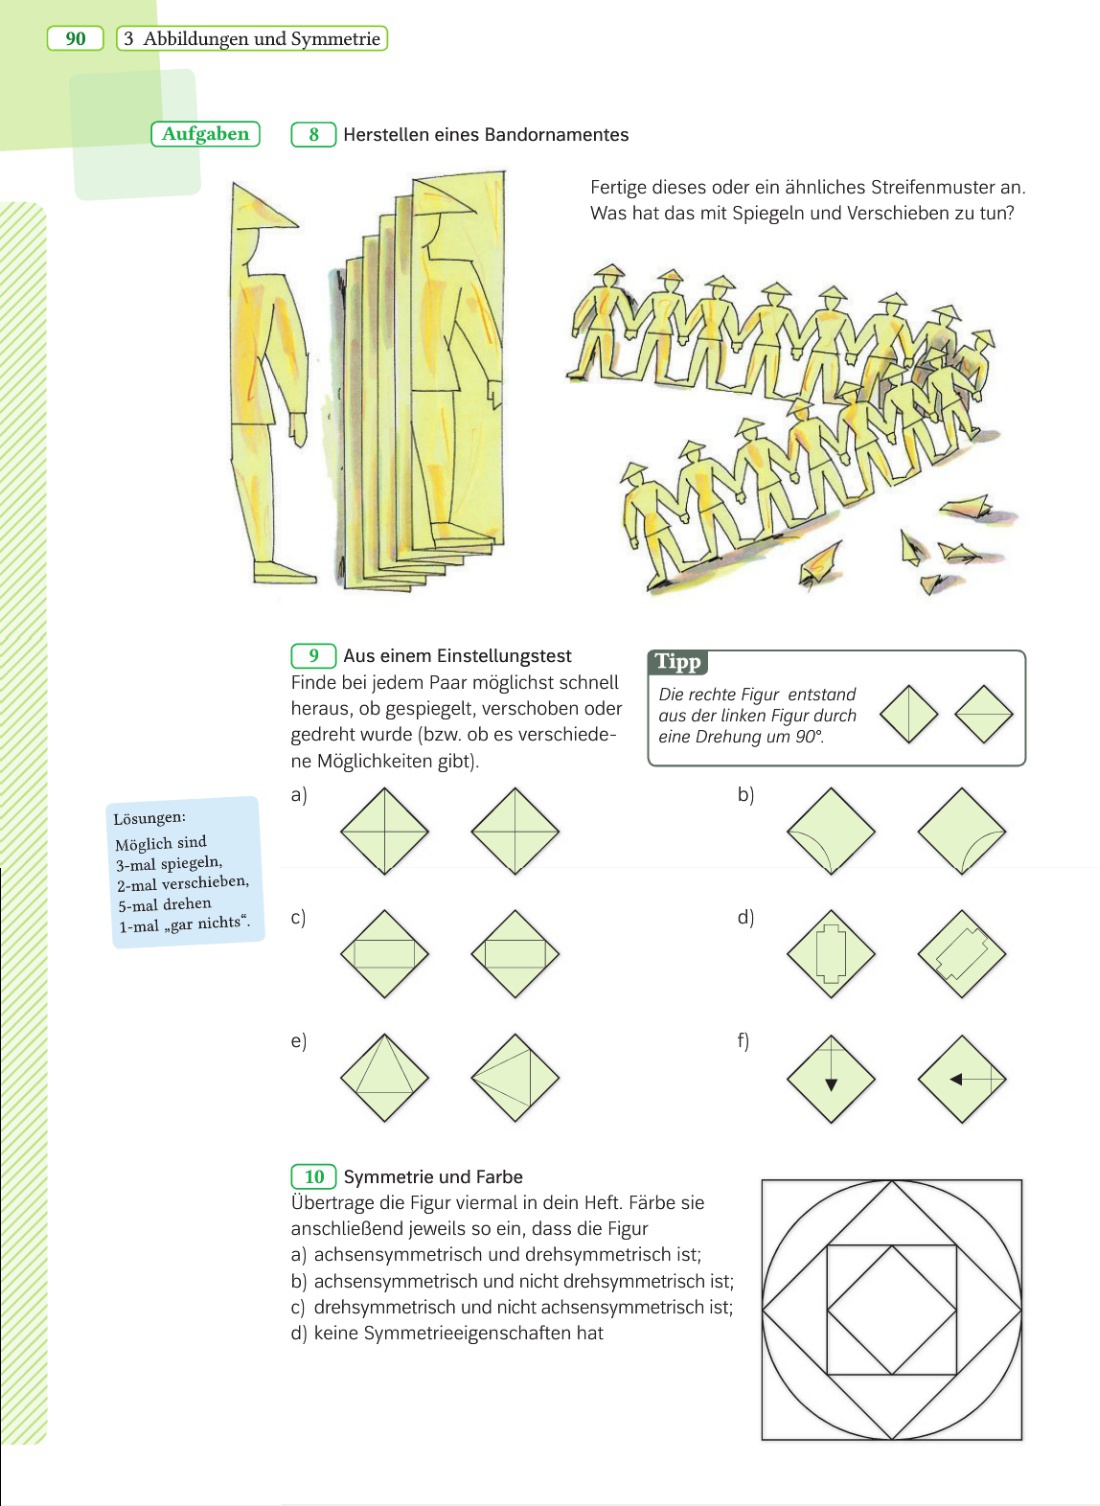 90
3 Abbildungen und Symmetrie
Aufgaben
8 Herstellen eines Bandornamentes
Fertige dieses oder ein ähnliches Streifenmuster an.
Was hat das mit Spiegeln und Verschieben zu tun?
9 Aus einem Einstellungstest
Finde bei jedem Paar möglichst schnell
heraus, ob gespiegelt, verschoben oder
gedreht wurde (bzw. ob es verschiede-
ne Möglichkeiten gibt).
Tipp
Die rechte Figur entstand
aus der linken Figur durch
eine Drehung um 90°.
Lösungen:
Möglich sind
3-mal spiegeln,
2-mal verschieben,
5-mal drehen
1-mal „gar nichts“.
a)
b)
c)
d)
e)
f)
10 Symmetrie und Farbe
Übertrage die Figur viermal in dein Heft. Färbe sie
anschließend jeweils so ein, dass die Figur
a) achsensymmetrisch und drehsymmetrisch ist;
b) achsensymmetrisch und nicht drehsymmetrisch ist;
c) drehsymmetrisch und nicht achsensymmetrisch ist;
d) keine Symmetrieeigenschaften hat